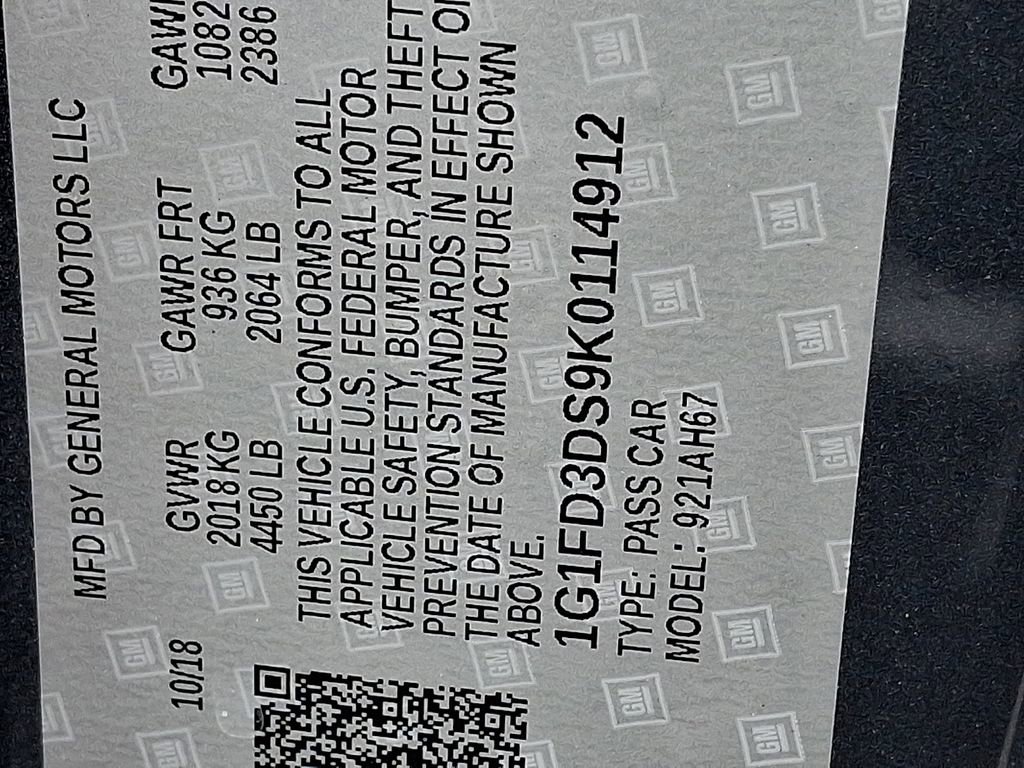 MFD BY GENERAL MOTORS LLC
10/18 GVWR GAWR FRT
2018 KG 936 KG 1082
4450 LB 2064 LB 2386
THIS VEHICLE CONFORMS TO ALL
APPLICABLE U.S. FEDERAL MOTOR
VEHICLE SAFETY, BUMPER, AND THEFT
PREVENTION STANDARDS IN EFFECT
THE DATE OF MANUFACTURE SHOWN
ABOVE.
1G1FD3DS9K0114912
TYPE: PASS CAR
MODEL: 921AH67